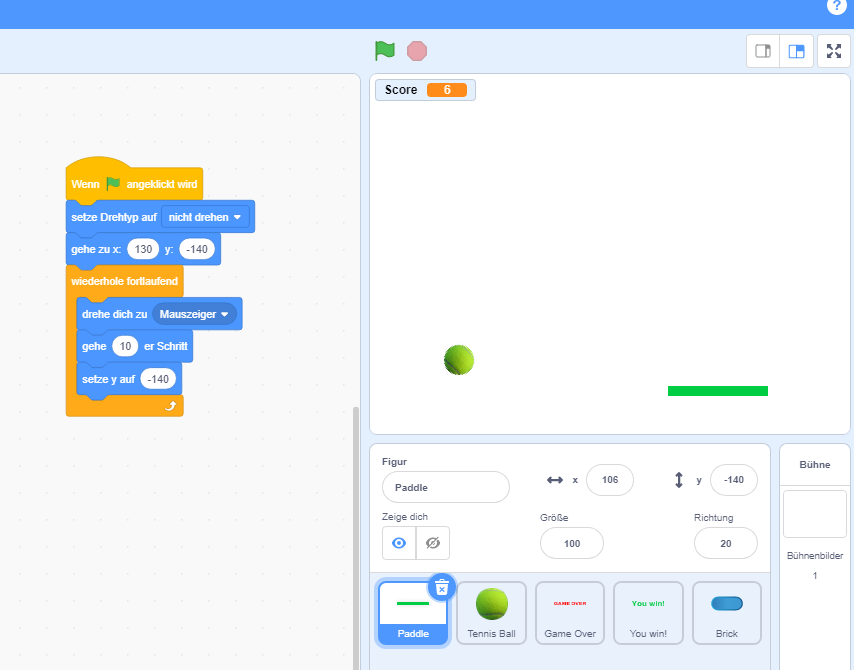 ?
Score 6
Wenn angeklickt wird
setze Drehtyp auf nicht drehen
gehe zu x: 130 y: -140
wiederhole fortlaufend
drehe dich zu Mauszeiger
gehe 10 er Schritt
setze y auf -140
Figur
Paddle
x 106
y -140
Zeige dich
Größe
100
Richtung
20
Bühne
Bühnenbilder
1
Paddle
Tennis Ball
GAME OVER
Game Over
You win!
You win!
Brick